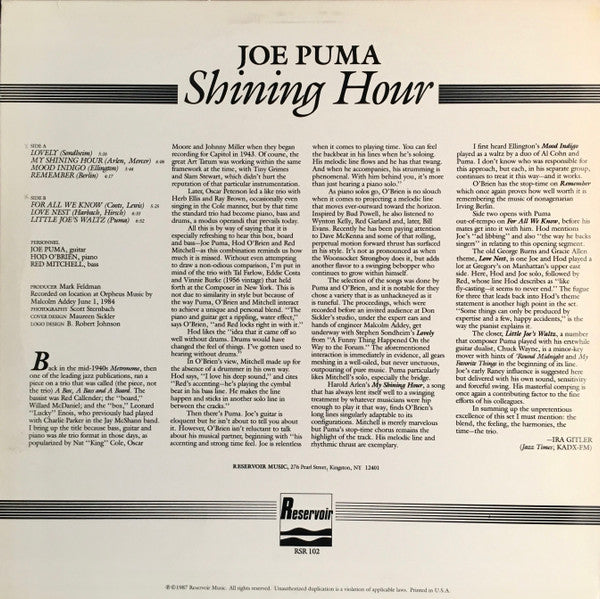 JOE PUMA
Shining Hour
SIDE A
LOVELY (Sondheim) 5:20
MY SHINING HOUR (Arlen, Mercer) 6:08
MOOD INDIGO (Ellington) 5:44
REMEMBER (Berlin) 4:17
SIDE B
FOR ALL WE KNOW (Coots, Lewis) 5:25
LOVE NEST (Harbach, Hirsch) 6:10
LITTLE JOE'S WALTZ (Puma) 6:52
PERSONNEL
JOE PUMA, guitar
HOD O'BRIEN, piano
RED MITCHELL, bass
PRODUCER Mark Feldman
Recorded on location at Orpheus Music by
Malcolm Addey June 1, 1984
PHOTOGRAPHY Scott Sternbach
COVER DESIGN Maureen Sickler
LOGO DESIGN B. Robert Johnson
Back in the mid-1940s Metronome, then
one of the leading jazz publications, ran a
piece on a trio that was called (the piece, not
the trio) A Box, A Bass and A Board. The
bassist was Red Callender; the "board,"
Willard McDaniel; and the "box," Leonard
"Lucky" Enois, who previously had played
with Charlie Parker in the Jay McShann band.
I bring up the title because bass, guitar and
piano was the trio format in those days, as
popularized by Nat "King" Cole, Oscar
Moore and Johnny Miller when they began
recording for Capitol in 1943. Of course, the
great Art Tatum was working within the same
framework at the time, with Tiny Grimes
and Slam Stewart, which didn't hurt the
reputation of that particular instrumentation.
Later, Oscar Peterson led a like trio with
Herb Ellis and Ray Brown, occasionally even
singing in the Cole manner, but by that time
the standard trio had become piano, bass and
drums, a modus operandi that prevails today.
All this is by way of saying that it is
especially refreshing to hear this box, board
and bass—Joe Puma, Hod O'Brien and Red
Mitchell—as this combination reminds us how
much it is missed. Without even attempting
to draw a non-odious comparison, I'm put in
mind of the trio with Tal Farlow, Eddie Costa
and Vinnie Burke (1956 vintage) that held
forth at the Composer in New York. This is
not due to similarity in style but because of
the way Puma, O'Brien and Mitchell interact
to achieve a unique and personal blend. "The
piano and guitar get a rippling, water effect,"
says O'Brien, "and Red locks right in with it."
Hod likes the "idea that it came off so
well without drums. Drums would have
changed the feel of things. I've gotten used to
hearing without drums."
In O'Brien's view, Mitchell made up for
the absence of a drummer in his own way.
Hod says, "I love his deep sound," and cites
"Red's accenting—he's playing the cymbal
beat in his bass line. He makes the line
happen and sticks in another solo line in
between the cracks."
Then there's Puma. Joe's guitar is
eloquent but he isn't about to tell you about
it. However, O'Brien isn't reluctant to talk
about his musical partner, beginning with "his
accenting and strong time feel. Joe is relentless
when it comes to playing time. You can feel
the backbeat in his lines when he's soloing.
His melodic line flows and he has that twang.
And when he accompanies, his strumming is
phenomenal. With him behind you, it's more
than just hearing a piano solo."
As piano solos go, O'Brien is no slouch
when it comes to projecting a melodic line
that moves ever-outward toward the horizon.
Inspired by Bud Powell, he also listened to
Wynton Kelly, Red Garland and, later, Bill
Evans. Recently he has been paying attention
to Dave McKenna and some of that rolling,
perpetual motion forward thrust has surfaced
in his style. It's not as pronounced as when
the Woonsocket Strongboy does it, but adds
another flavor to a swinging bebopper who
continues to grow within himself.
The selection of the songs was done by
Puma and O'Brien, and it is notable that they
chose a variety that is as unhackneyed as it
is tuneful. The proceedings, which were
recorded before an invited audience at Don
Sickler's studio, under the expert ears and
hands of engineer Malcolm Addey, get
underway with Stephen Sondheim's Lovely
from "A Funny Thing Happened On the
Way to the Forum." The aforementioned
interaction is immediately in evidence, all gears
meshing in a well-oiled, but never unctuous,
outpouring of pure music. Puma particularly
likes Mitchell's solo, especially the bridge.
Harold Arlen's My Shining Hour, a song
that has always lent itself well to a swinging
treatment by whatever musicians were hip
enough to play it that way, finds O'Brien's
long lines singularly adaptable to its
configurations. Mitchell is merely marvelous
but Puma's stop-time chorus remains the
highlight of the track. His melodic line and
rhythmic thrust are exemplary.
I first heard Ellington's Mood Indigo
played as a waltz by a duo of Al Cohn and
Puma. I don't know who was responsible for
this approach, but each, in his separate group,
continues to treat it this way—and it works.
O'Brien has the stop-time on Remember
which once again proves how well worth it is
remembering the music of nonagenarian
Irving Berlin.
Side two opens with Puma
out-of-tempo on For All We Know, before his
mates get into it with him. Hod mentions
Joe's "ad libbing" and also "the way he backs
singers" in relating to this opening segment.
The old George Burns and Gracie Allen
theme, Love Nest, is one Joe and Hod played a
lot at Gregory's on Manhattan's upper east
side. Here, Hod and Joe solo, followed by
Red, whose line Hod describes as "like
fly-casting—it seems to never end." The fugue
for three that leads back into Hod's theme
statement is another high point in the set.
"Some things can only be produced by
expertise and a few, happy accidents," is the
way the pianist explains it.
The closer, Little Joe's Waltz, a number
that composer Puma played with his erstwhile
guitar dualise, Chuck Wayne, is a minor-key
mover with hints of 'Round Midnight and My
Favorite Things in the beginning of its line.
Joe's early Raney influence is suggested here
but delivered with his own sound, sensitivity
and forceful swing. His masterful comping is
once again a contributing factor to the fine
efforts of his colleagues.
In summing up the unpretentious
excellence of this set I must mention: the
blend, the feeling, the harmonies, the
time—the trio.
—IRA GITLER
(Jazz Times, KADX-FM)
RESERVOIR MUSIC, 276 Pearl Street, Kingston, NY 12401
Reservoir
RSR 102
℗©1987 Reservoir Music. All rights reserved. Unauthorized duplication is a violation of applicable laws. Printed in U.S.A.